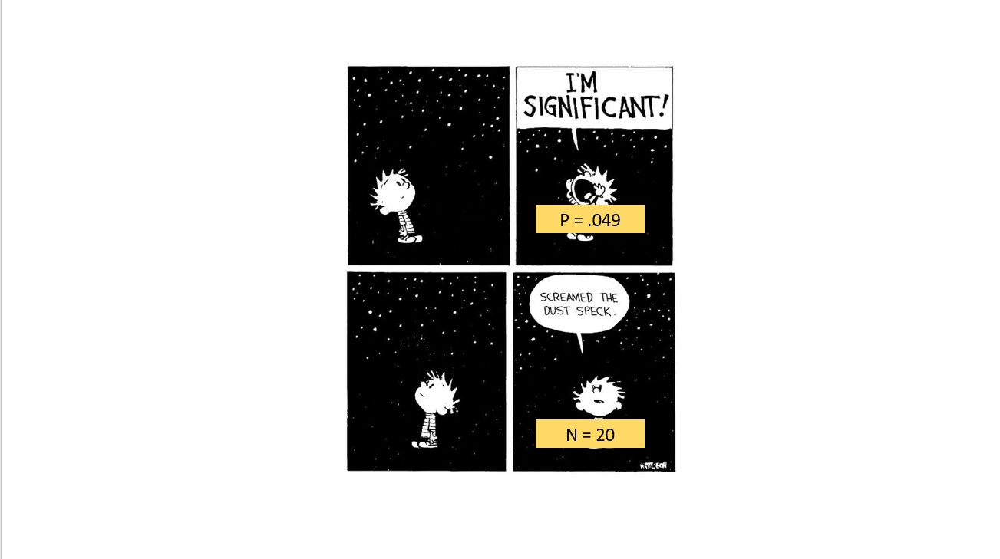 I'M
SIGNIFICANT!
P = .049
SCREAMED THE
DUST SPECK.
N = 20